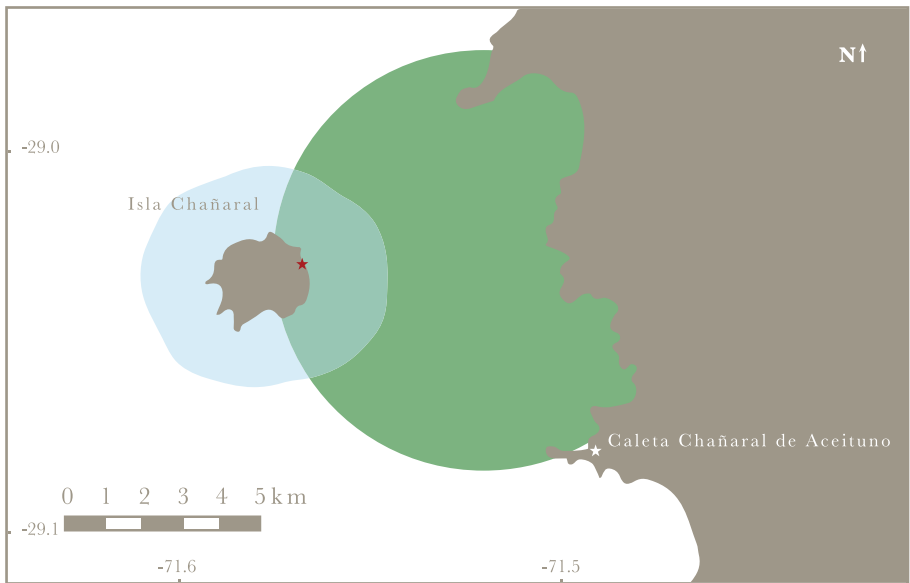 N
-29.0
Isla Chañaral
Caleta Chañaral de Aceituno
0 1 2 3 4 5 km
-29.1
-71.6 -71.5